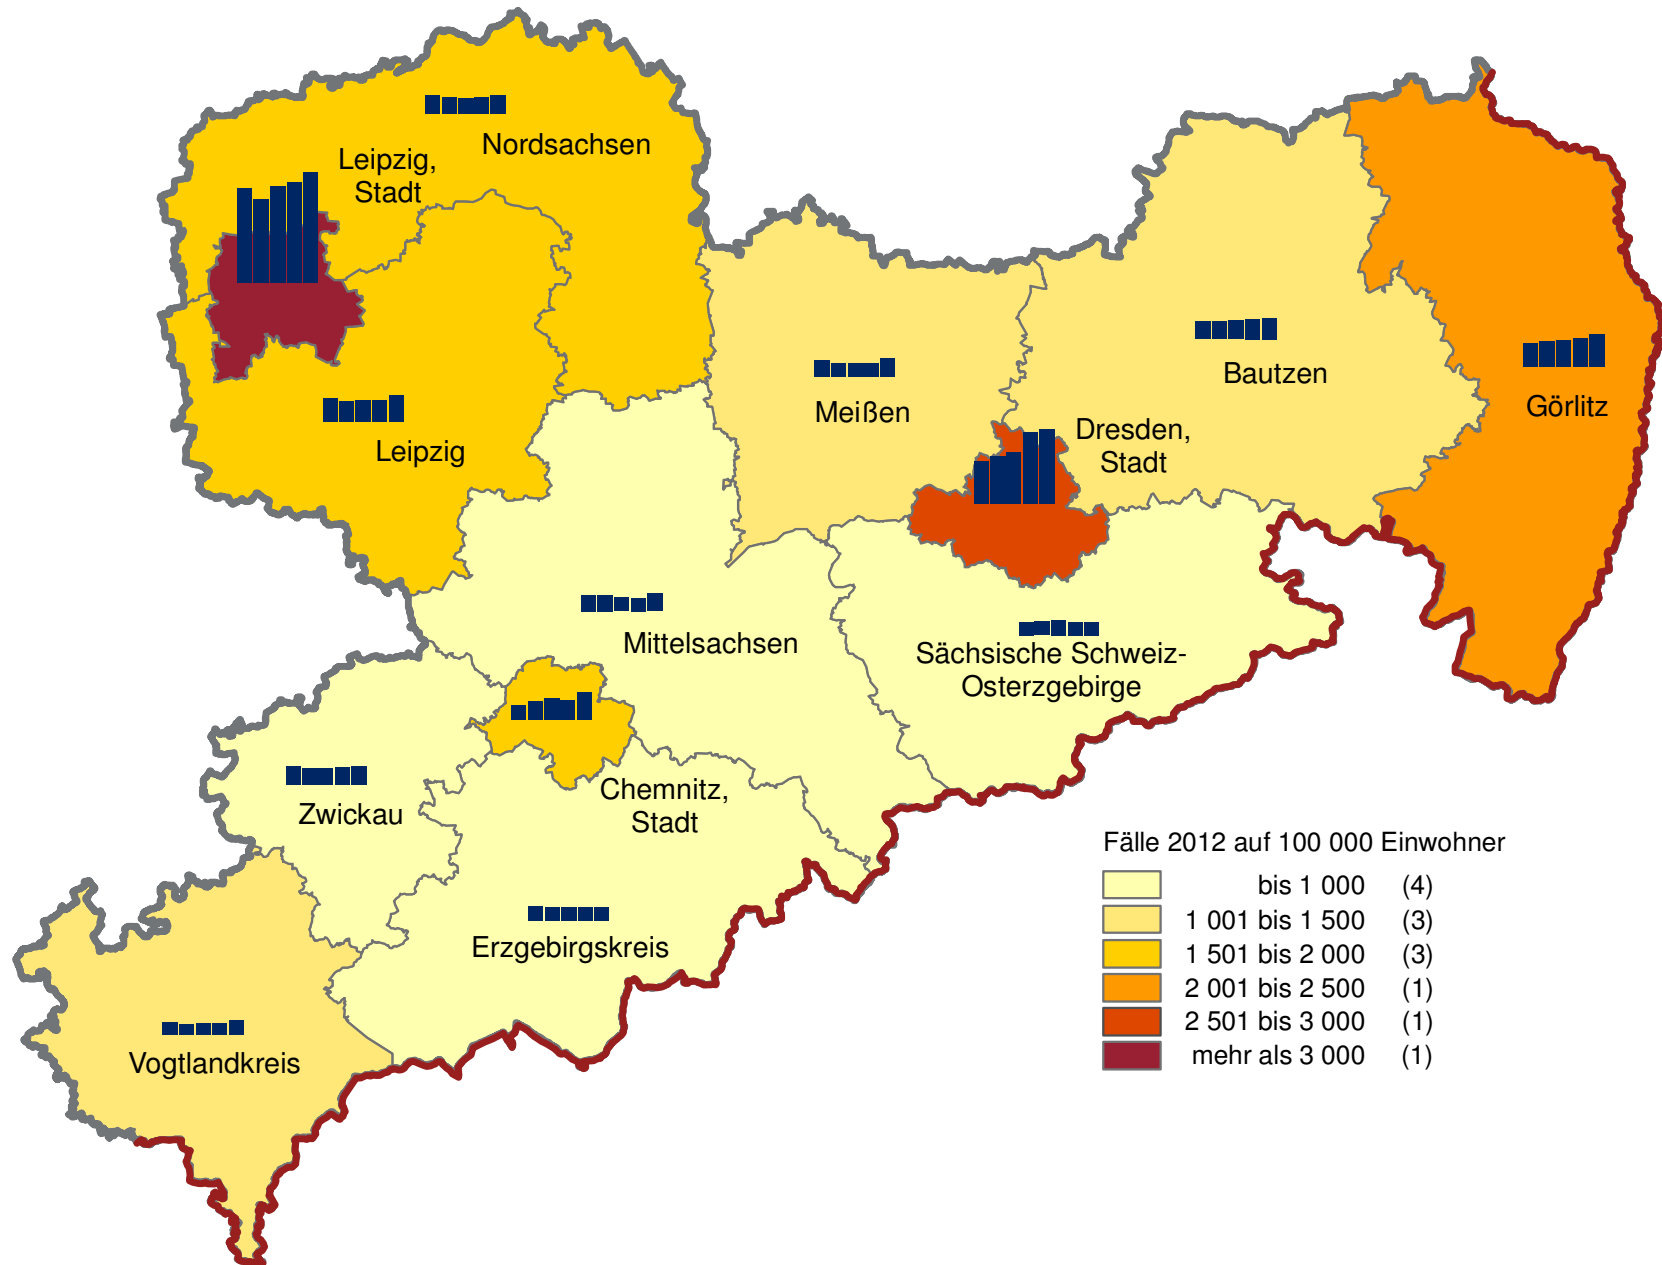 Nordsachsen
Leipzig,
Stadt
Leipzig
Meißen
Bautzen
Görlitz
Dresden,
Stadt
Mittelsachsen
Sächsische Schweiz-
Osterzgebirge
Chemnitz,
Stadt
Zwickau
Erzgebirgskreis
Vogtlandkreis
Fälle 2012 auf 100 000 Einwohner
bis 1 000 (4)
1 001 bis 1 500 (3)
1 501 bis 2 000 (3)
2 001 bis 2 500 (1)
2 501 bis 3 000 (1)
mehr als 3 000 (1)